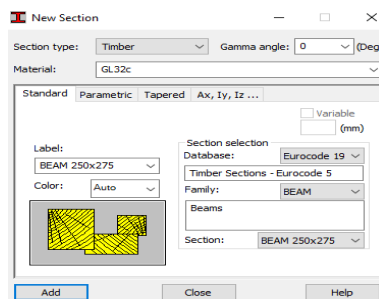 New Section
Section type: Timber Gamma angle: 0 (Deg
Material: GL32c
Standard Parametric Tapered Ax, Iy, Iz ...
Variable
(mm)
Label:
BEAM 250x275
Color: Auto
Section selection
Database: Eurocode 19
Timber Sections - Eurocode 5
Family: BEAM
Beams
Section: BEAM 250x275
Add Close Help